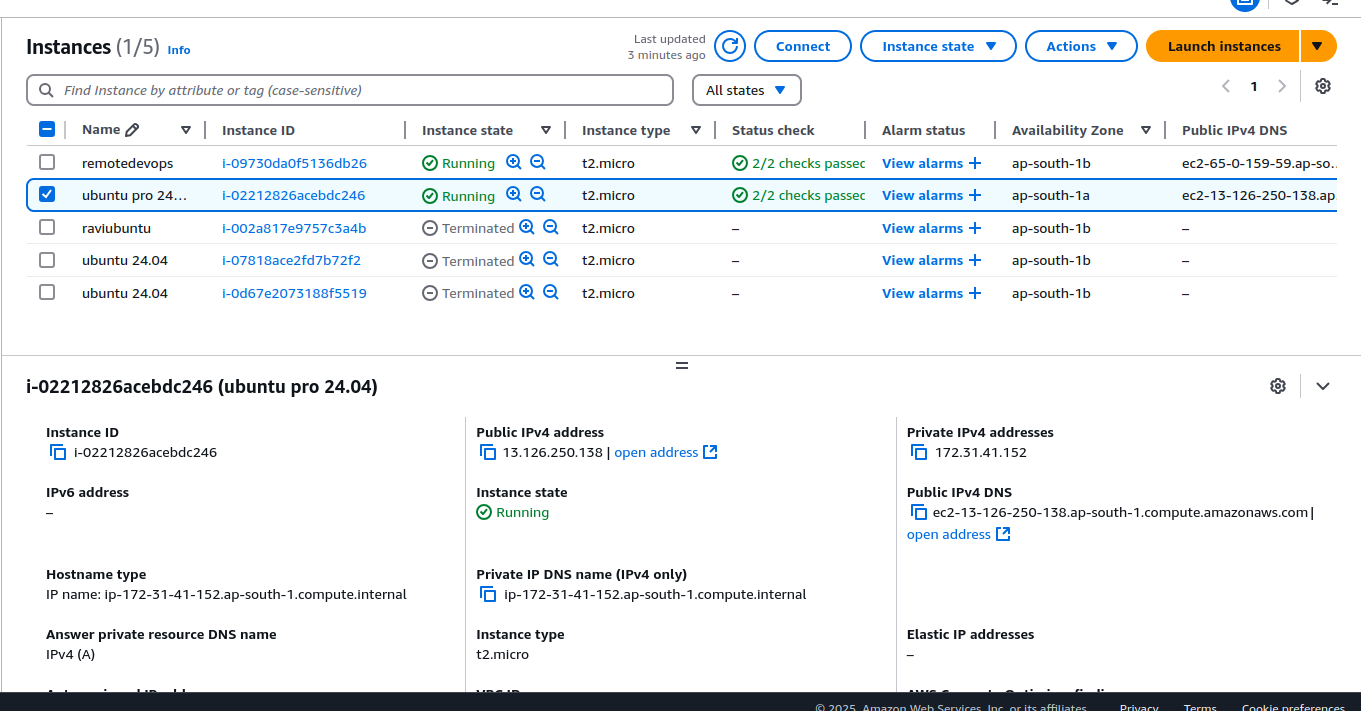 Instances (1/5) Info
Last updated
3 minutes ago
Connect
Instance state
Actions
Launch instances
Find Instance by attribute or tag (case-sensitive)
All states
1
Name Instance ID Instance state Instance type Status check Alarm status Availability Zone Public IPv4 DNS
remotedevops i-09730da0f5136db26 Running t2.micro 2/2 checks passed View alarms + ap-south-1b ec2-65-0-159-59.ap-so...
ubuntu pro 24... i-02212826acebdc246 Running t2.micro 2/2 checks passed View alarms + ap-south-1a ec2-13-126-250-138.ap
raviubuntu i-002a817e9757c3a4b Terminated t2.micro – View alarms + ap-south-1b –
ubuntu 24.04 i-07818ace2fd7b72f2 Terminated t2.micro – View alarms + ap-south-1b –
ubuntu 24.04 i-0d67e2073188f5519 Terminated t2.micro – View alarms + ap-south-1b –
i-02212826acebdc246 (ubuntu pro 24.04)
Instance ID
i-02212826acebdc246
Public IPv4 address
13.126.250.138 | open address
Private IPv4 addresses
172.31.41.152
IPv6 address
–
Instance state
Running
Public IPv4 DNS
ec2-13-126-250-138.ap-south-1.compute.amazonaws.com |
open address
Hostname type
IP name: ip-172-31-41-152.ap-south-1.compute.internal
Private IP DNS name (IPv4 only)
ip-172-31-41-152.ap-south-1.compute.internal
Answer private resource DNS name
IPv4 (A)
Instance type
t2.micro
Elastic IP addresses
–
VPC ID
© 2025, Amazon Web Services, Inc. or its affiliates. Privacy Terms Cookie preferences